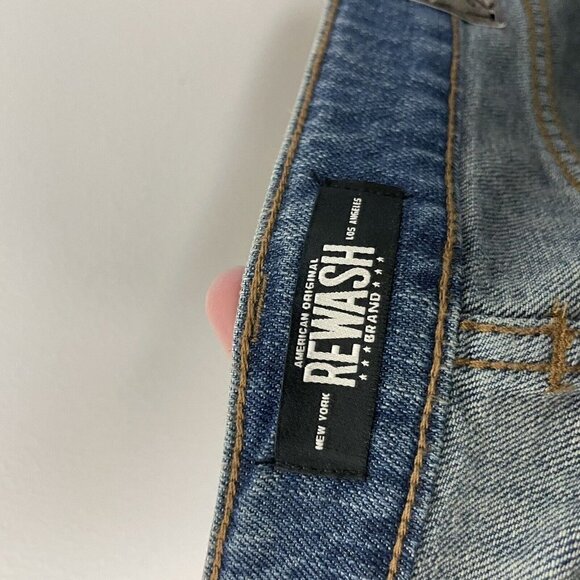 AMERICAN ORIGINAL
REWASH
★ ★ ★ BRAND ★ ★ ★
NEW YORK
LOS ANGELES